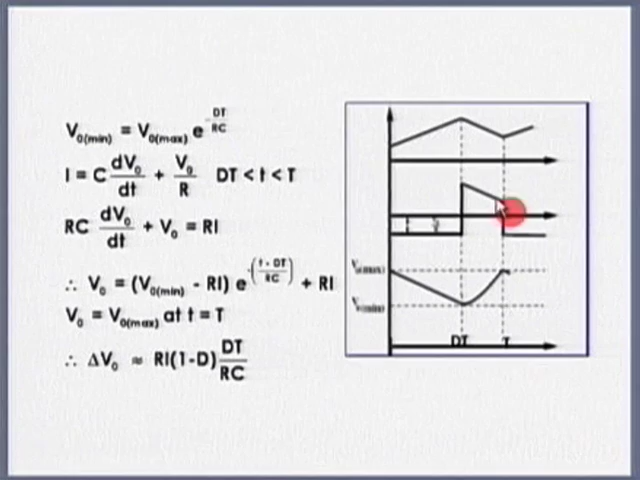 V0(min) = V0(max) e^-DT/RC
I = C dV0/dt + V0/R DT < t < T
RC dV0/dt + V0 = RI
∴ V0 = (V0(min) - RI) e^-(t - DT/RC) + RI
V0 = V0(max) at t = T
∴ ΔV0 ≈ RI(1-D) DT/RC
V0(max)
V0(min)
DT T